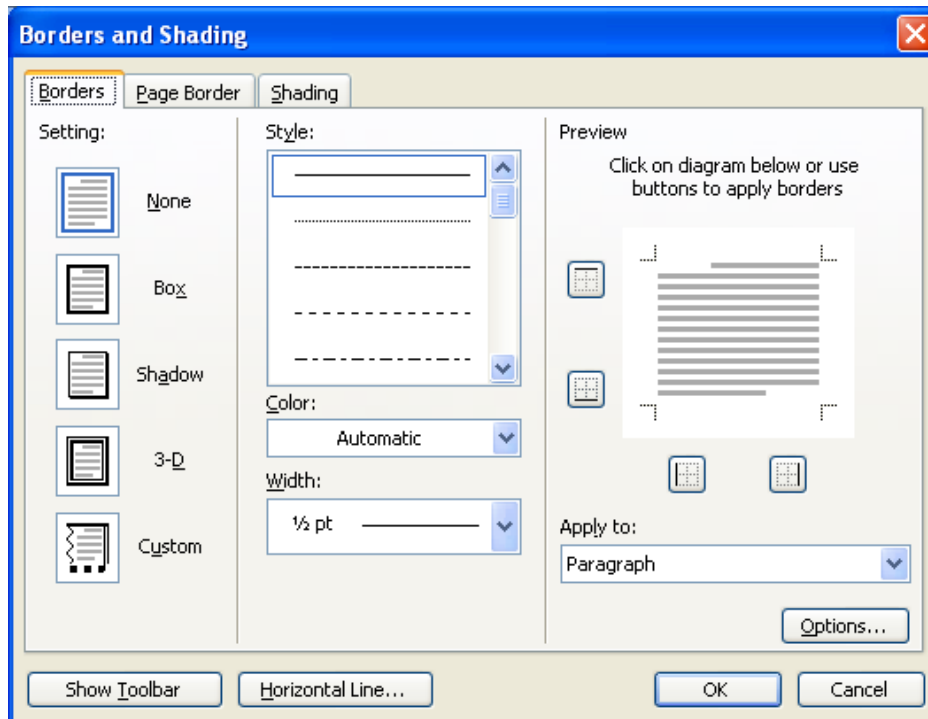 Borders and Shading
Borders
Page Border
Shading
Setting:
None
Box
Shadow
3-D
Custom
Style:
Color:
Automatic
Width:
½ pt
Preview
Click on diagram below or use
buttons to apply borders
Apply to:
Paragraph
Options...
Show Toolbar
Horizontal Line...
OK
Cancel